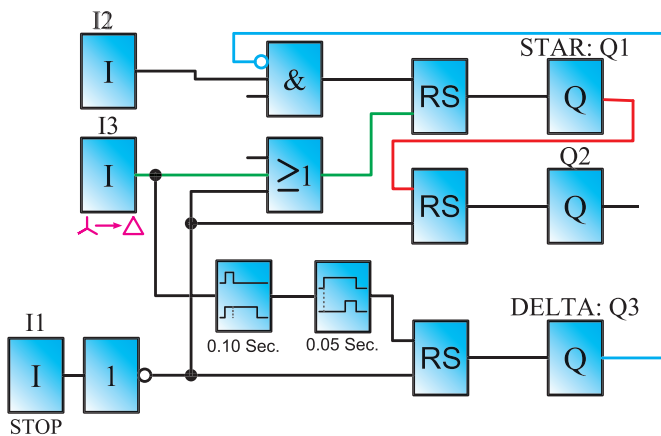 I2
I
&
STAR: Q1
RS
Q
I3
I
≥1
Q2
RS
Q
0.10 Sec.
0.05 Sec.
DELTA: Q3
RS
Q
I1
I
1
STOP